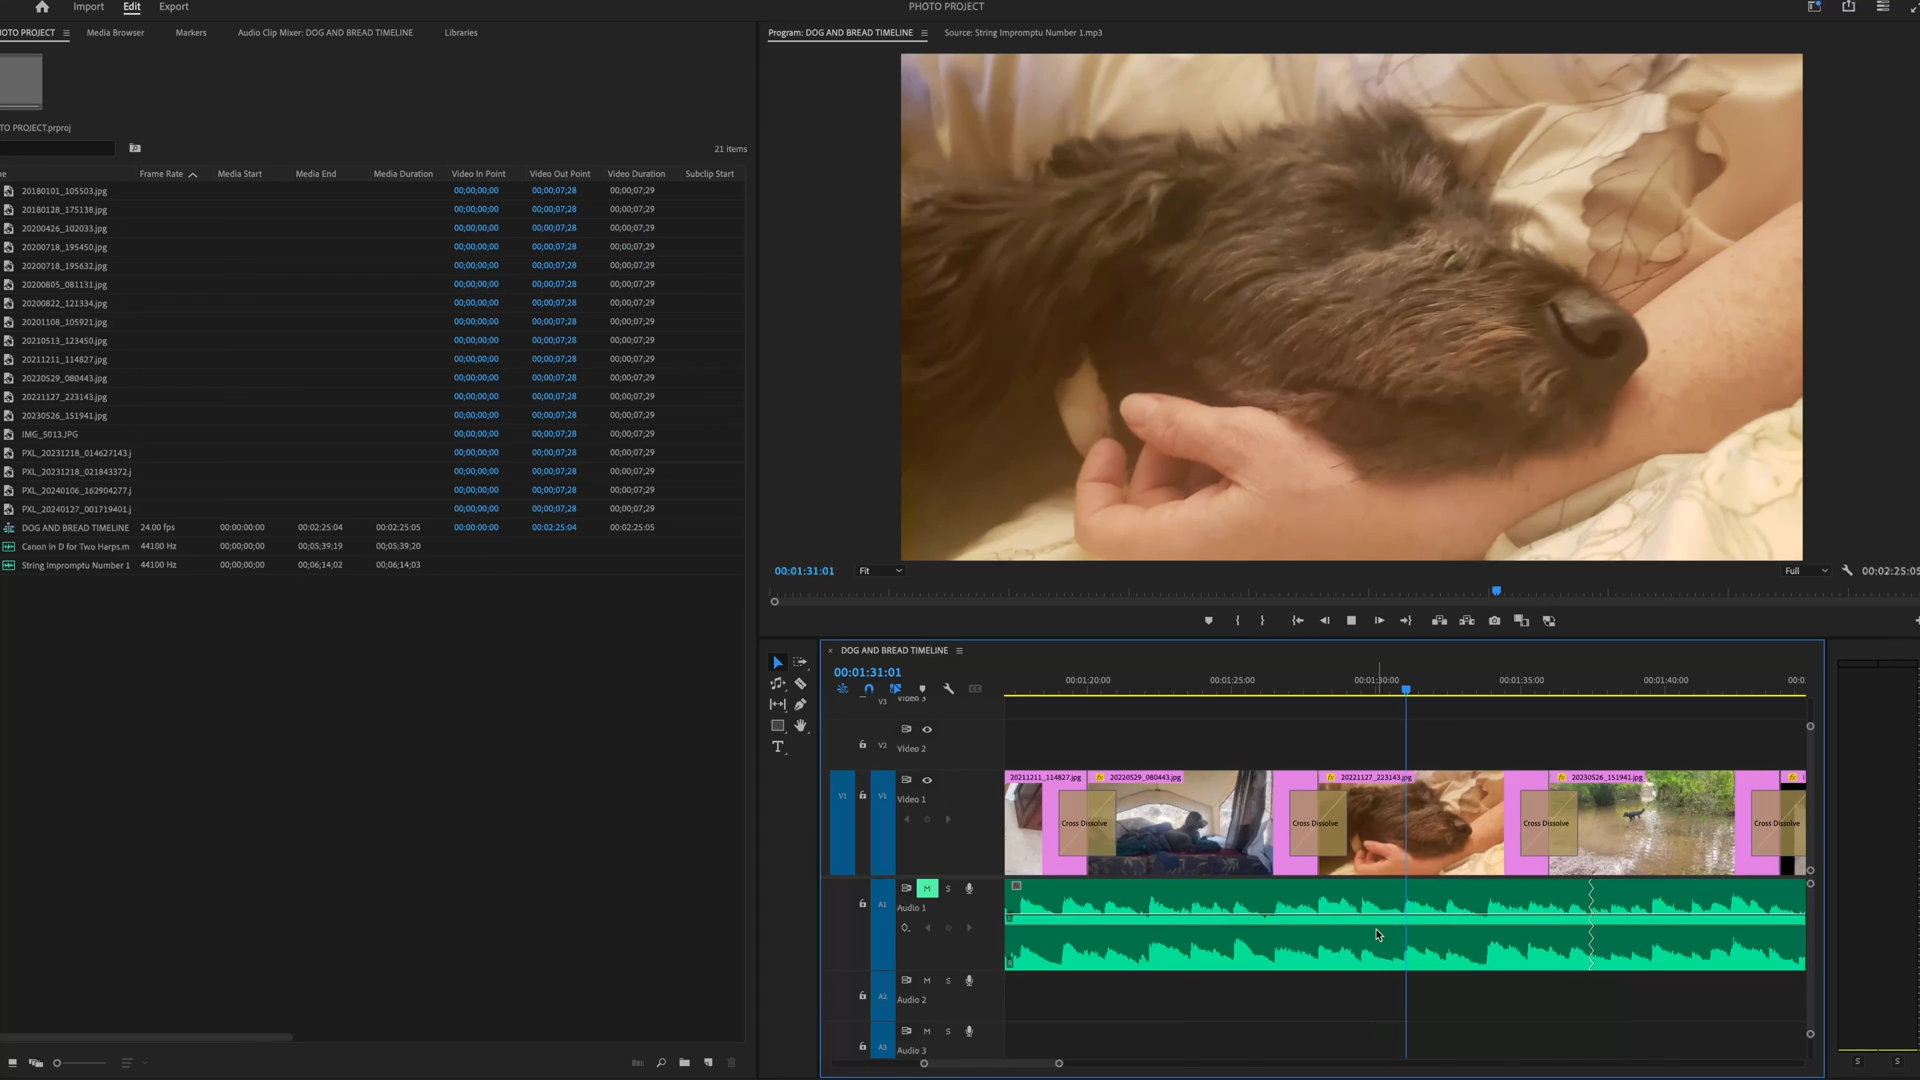 Import Edit Export
PHOTO PROJECT
OTO PROJECT Media Browser Markers Audio Clip Mixer: DOG AND BREAD TIMELINE Libraries
Program: DOG AND BREAD TIMELINE Source: String Impromptu Number 1.mp3
TO PROJECT.prproj
21 items
e Frame Rate Media Start Media End Media Duration Video In Point Video Out Point Video Duration Subclip Start
20180101_105503.jpg 00;00;00;00 00;00;07;28 00;00;07;29
20180128_175138.jpg 00;00;00;00 00;00;07;28 00;00;07;29
20200426_102033.jpg 00;00;00;00 00;00;07;28 00;00;07;29
20200718_195450.jpg 00;00;00;00 00;00;07;28 00;00;07;29
20200718_195632.jpg 00;00;00;00 00;00;07;28 00;00;07;29
20200805_081131.jpg 00;00;00;00 00;00;07;28 00;00;07;29
20200822_121334.jpg 00;00;00;00 00;00;07;28 00;00;07;29
20201108_105921.jpg 00;00;00;00 00;00;07;28 00;00;07;29
20210513_123450.jpg 00;00;00;00 00;00;07;28 00;00;07;29
20211211_114827.jpg 00;00;00;00 00;00;07;28 00;00;07;29
20220529_080443.jpg 00;00;00;00 00;00;07;28 00;00;07;29
20221127_223143.jpg 00;00;00;00 00;00;07;28 00;00;07;29
20230526_151941.jpg 00;00;00;00 00;00;07;28 00;00;07;29
IMG_5013.JPG 00;00;00;00 00;00;07;28 00;00;07;29
PXL_20231218_014627143.j 00;00;00;00 00;00;07;28 00;00;07;29
PXL_20231218_021843372.j 00;00;00;00 00;00;07;28 00;00;07;29
PXL_20240106_162904277.j 00;00;00;00 00;00;07;28 00;00;07;29
PXL_20240127_001719401.j 00;00;00;00 00;00;07;28 00;00;07;29
DOG AND BREAD TIMELINE 24.00 fps 00:00:00:00 00:02:25:04 00:02:25:05 00:00:00:00 00:02:25:04 00:02:25:05
Canon in D for Two Harps.m 44100 Hz 00;00;00;00 00;05;39;19 00;05;39;20
String Impromptu Number 1 44100 Hz 00;00;00;00 00;06;14;02 00;06;14;03
00:01:31:01 Fit Full 00:02:25:05
DOG AND BREAD TIMELINE
00:01:31:01
00:01:20:00 00:01:25:00 00:01:30:00 00:01:35:00 00:01:40:00 00:0
V3 Video 3
V2 Video 2
20211211_114827.jpg fx 20220529_080443.jpg fx 20221127_223143.jpg fx 20230526_151941.jpg fx
V1 V1 Video 1
Cross Dissolve Cross Dissolve Cross Dissolve Cross Dissolve
M S
A1 Audio 1
M S
A2 Audio 2
M S
A3 Audio 3
S S